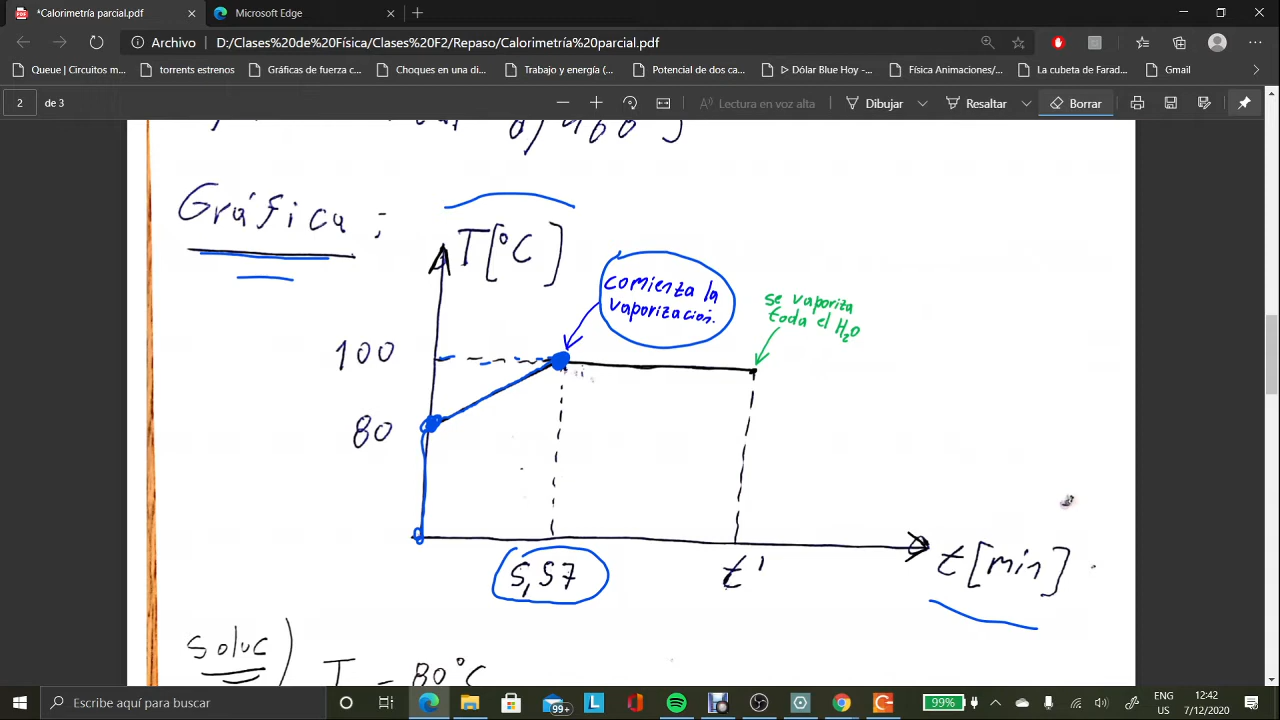 *Calorimetría parcial.pdf
Microsoft Edge
Archivo
D:/Clases%20de%20Física/Clases%20F2/Repaso/Calorimetría%20parcial.pdf
Queue | Circuitos m...
torrents estrenos
Gráficas de fuerza c...
Choques en una di...
Trabajo y energía (...
Potencial de dos ca...
▷ Dólar Blue Hoy -...
Física Animaciones/...
La cubeta de Farad...
Gmail
2
de 3
Lectura en voz alta
Dibujar
Resaltar
Borrar
Gráfica:
T[°C]
comienza la
vaporización.
se vaporiza
toda el H₂O
100
80
5,57
t'
t[min].
soluc)
T = 80°C
Escribe aquí para buscar
99+
99%
ENG
ES
12:42
7/12/2020